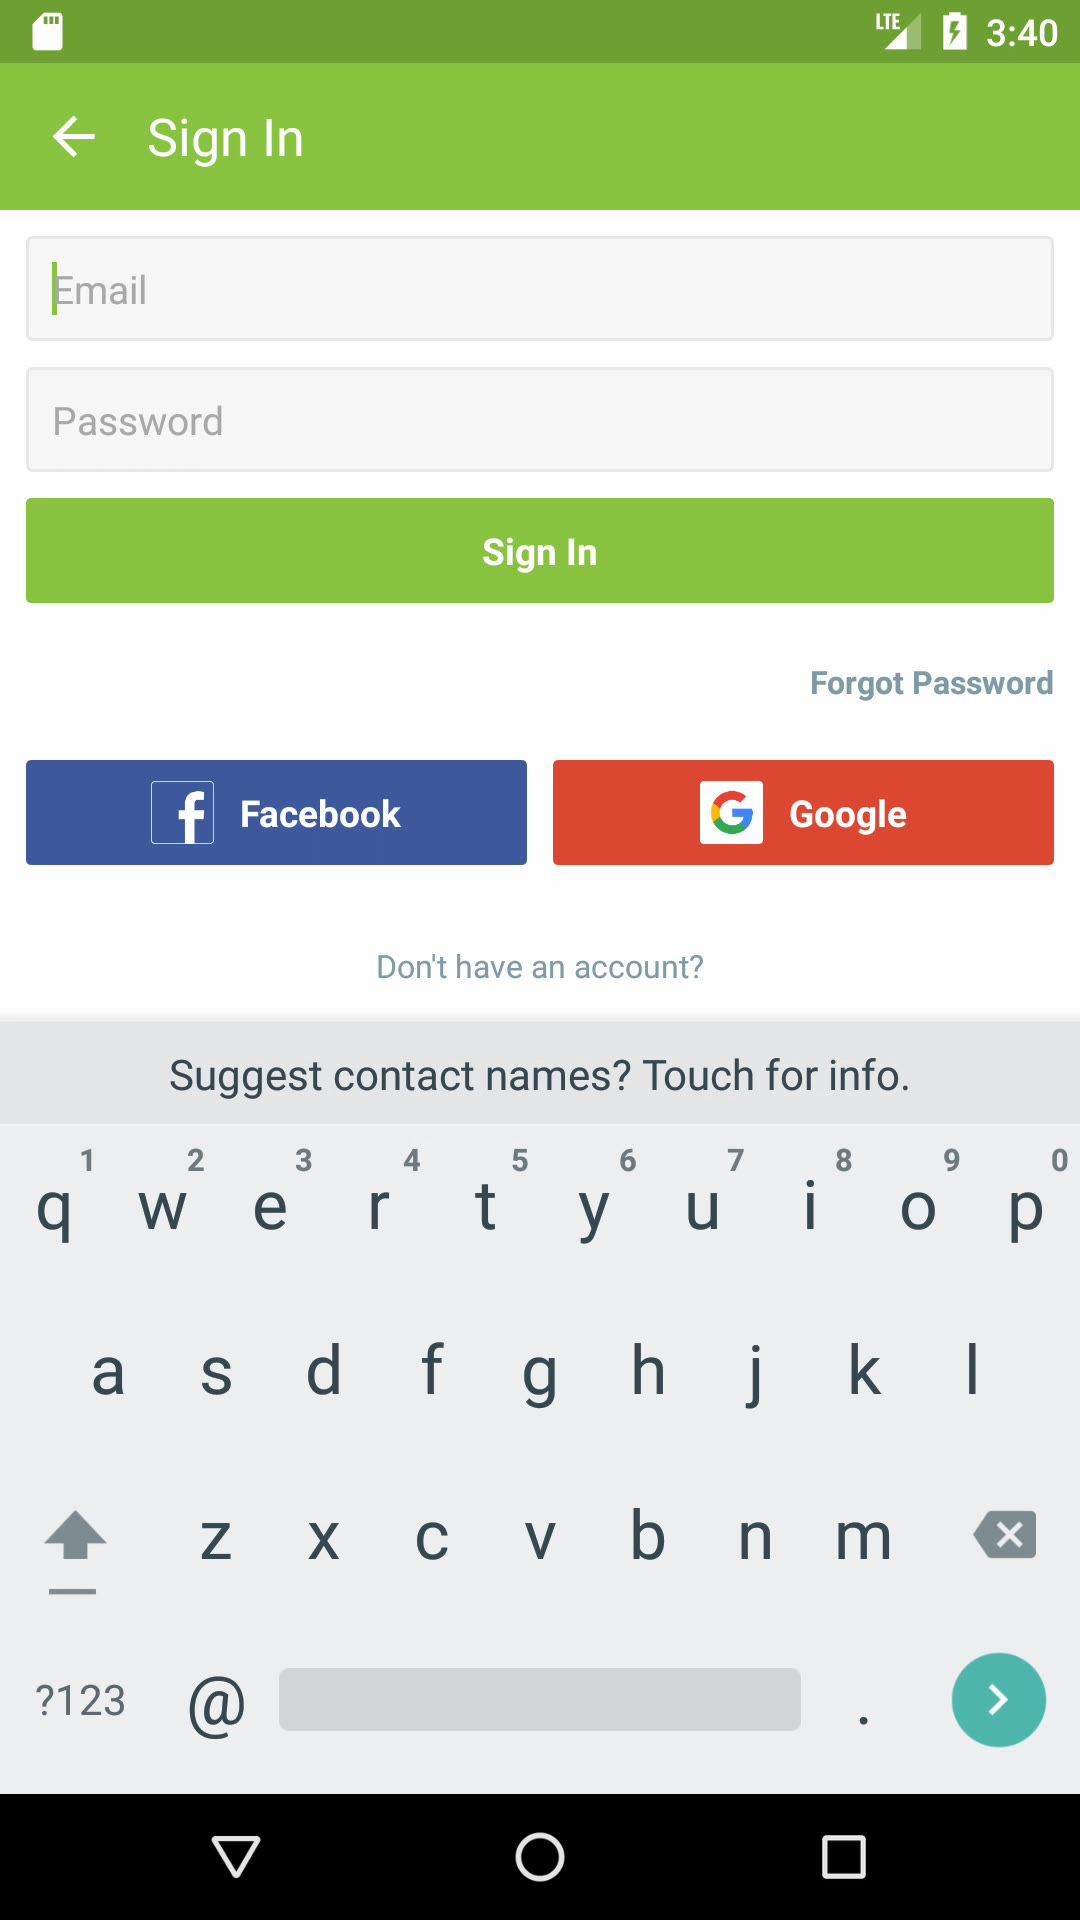 LTE 3:40
Sign In
Email
Password
Sign In
Forgot Password
Facebook Google
Don't have an account?
Suggest contact names? Touch for info.
1 2 3 4 5 6 7 8 9 0
q w e r t y u i o p
a s d f g h j k l
z x c v b n m
?123 @ .